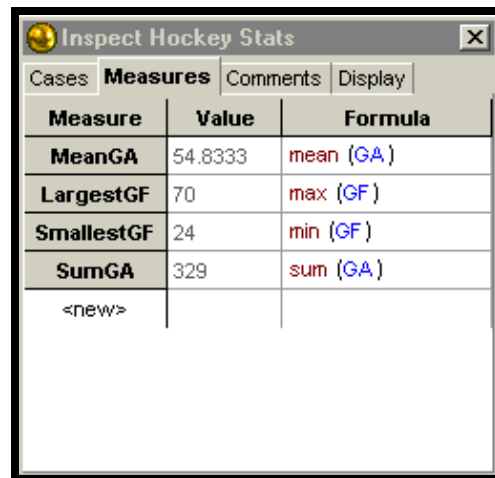 Inspect Hockey Stats
Cases Measures Comments Display
Measure Value Formula
MeanGA 54.8333 mean (GA)
LargestGF 70 max (GF)
SmallestGF 24 min (GF)
SumGA 329 sum (GA)
<new>